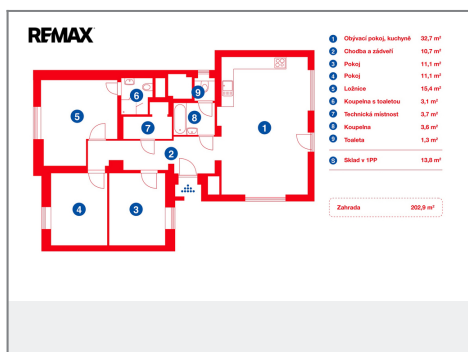 RE/MAX
1 Obývací pokoj, kuchyně 32,7 m²
2 Chodba a zádveří 10,7 m²
3 Pokoj 11,1 m²
4 Pokoj 11,1 m²
5 Ložnice 15,4 m²
6 Koupelna s toaletou 3,1 m²
7 Technická místnost 3,7 m²
8 Koupelna 3,6 m²
9 Toaleta 1,3 m²
S Sklad v 1PP 13,8 m²
Zahrada 202,9 m²
9
6
5
7
8
1
2
4
3